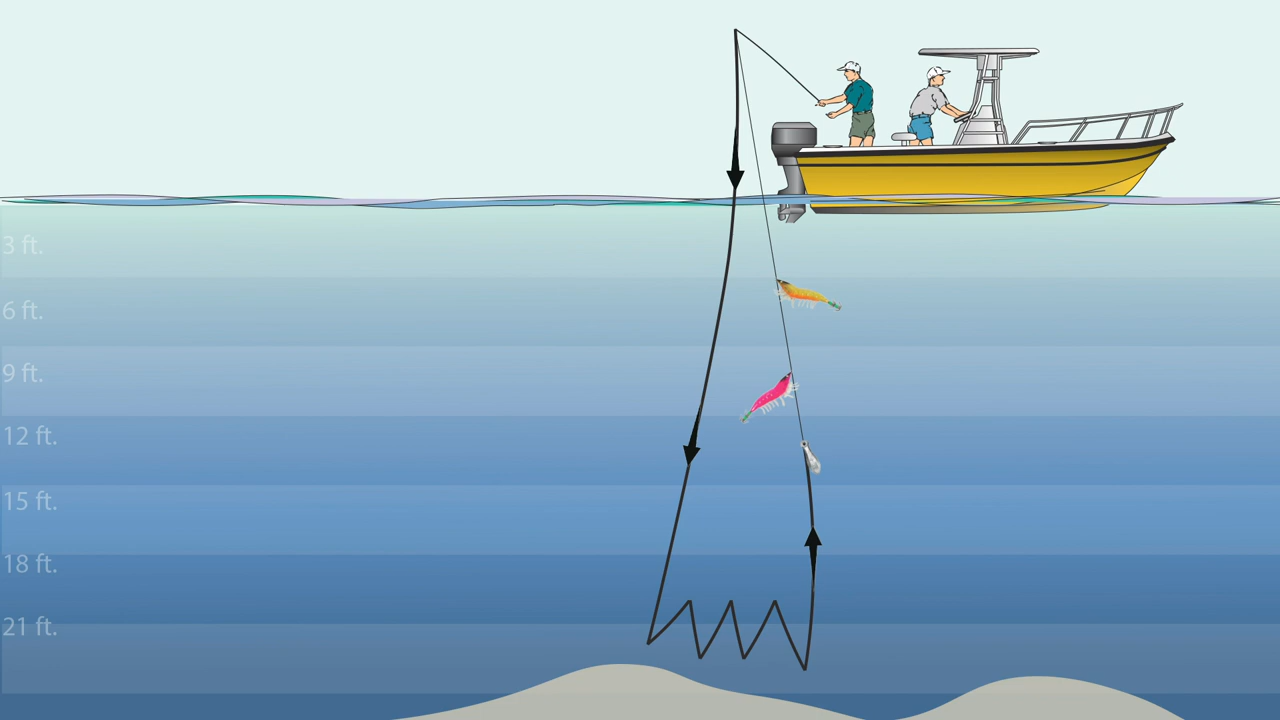 3 ft.
6 ft.
9 ft.
12 ft.
15 ft.
18 ft.
21 ft.